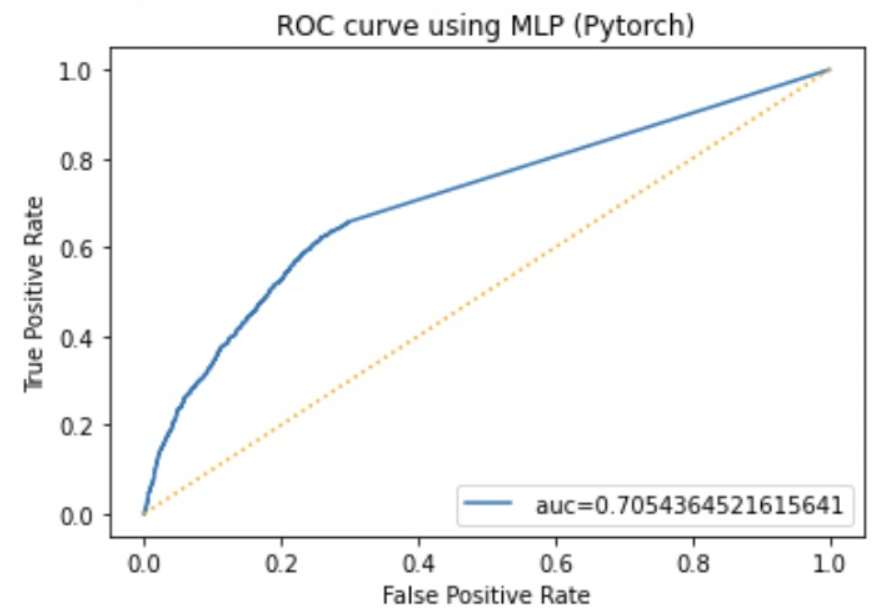 ROC curve using MLP (Pytorch)
True Positive Rate
1.0
0.8
0.6
0.4
0.2
0.0
auc=0.7054364521615641
0.0 0.2 0.4 0.6 0.8 1.0
False Positive Rate